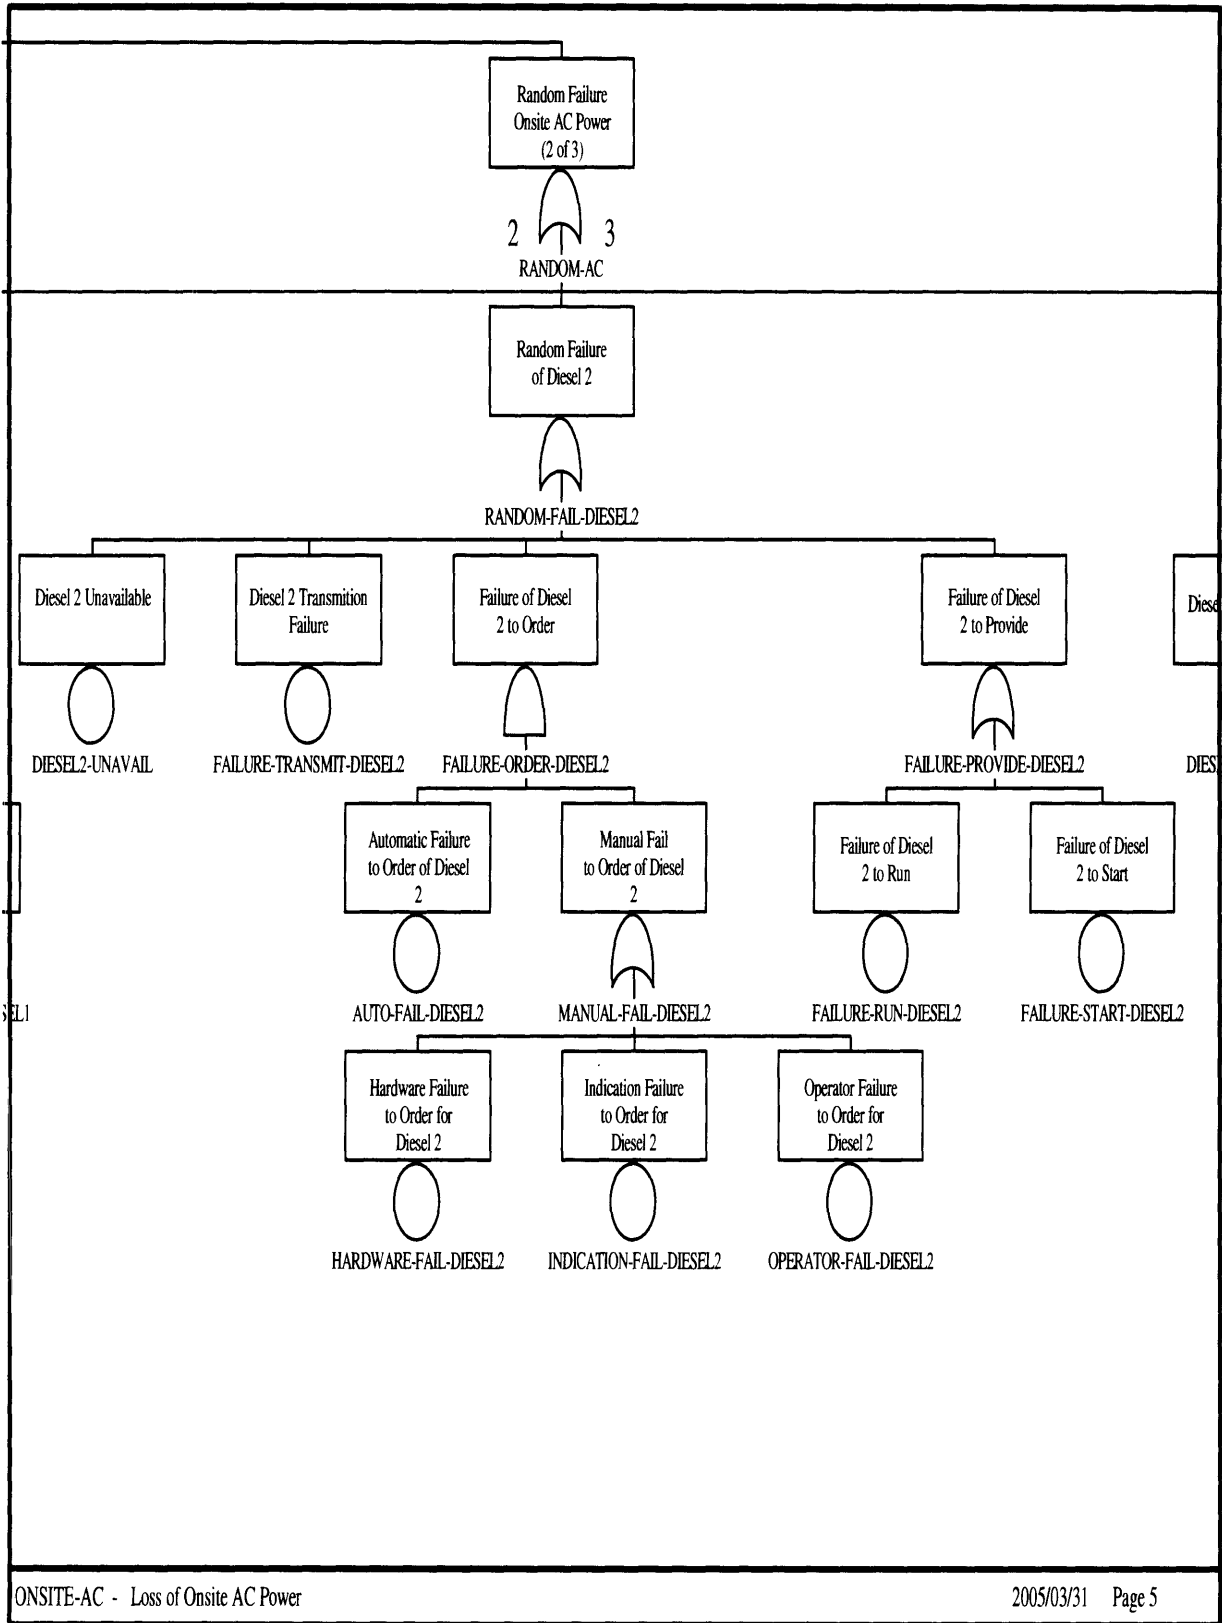 Random Failure
Onsite AC Power
(2 of 3)
2 3
RANDOM-AC
Random Failure
of Diesel 2
RANDOM-FAIL-DIESEL2
Diesel 2 Unavailable
DIESEL2-UNAVAIL
Diesel 2 Transmition
Failure
FAILURE-TRANSMIT-DIESEL2
Failure of Diesel
2 to Order
FAILURE-ORDER-DIESEL2
Failure of Diesel
2 to Provide
FAILURE-PROVIDE-DIESEL2
Diese
DIES
SEL1
Automatic Failure
to Order of Diesel
2
AUTO-FAIL-DIESEL2
Manual Fail
to Order of Diesel
2
MANUAL-FAIL-DIESEL2
Failure of Diesel
2 to Run
FAILURE-RUN-DIESEL2
Failure of Diesel
2 to Start
FAILURE-START-DIESEL2
Hardware Failure
to Order for
Diesel 2
HARDWARE-FAIL-DIESEL2
Indication Failure
to Order for
Diesel 2
INDICATION-FAIL-DIESEL2
Operator Failure
to Order for
Diesel 2
OPERATOR-FAIL-DIESEL2
ONSITE-AC - Loss of Onsite AC Power
2005/03/31 Page 5